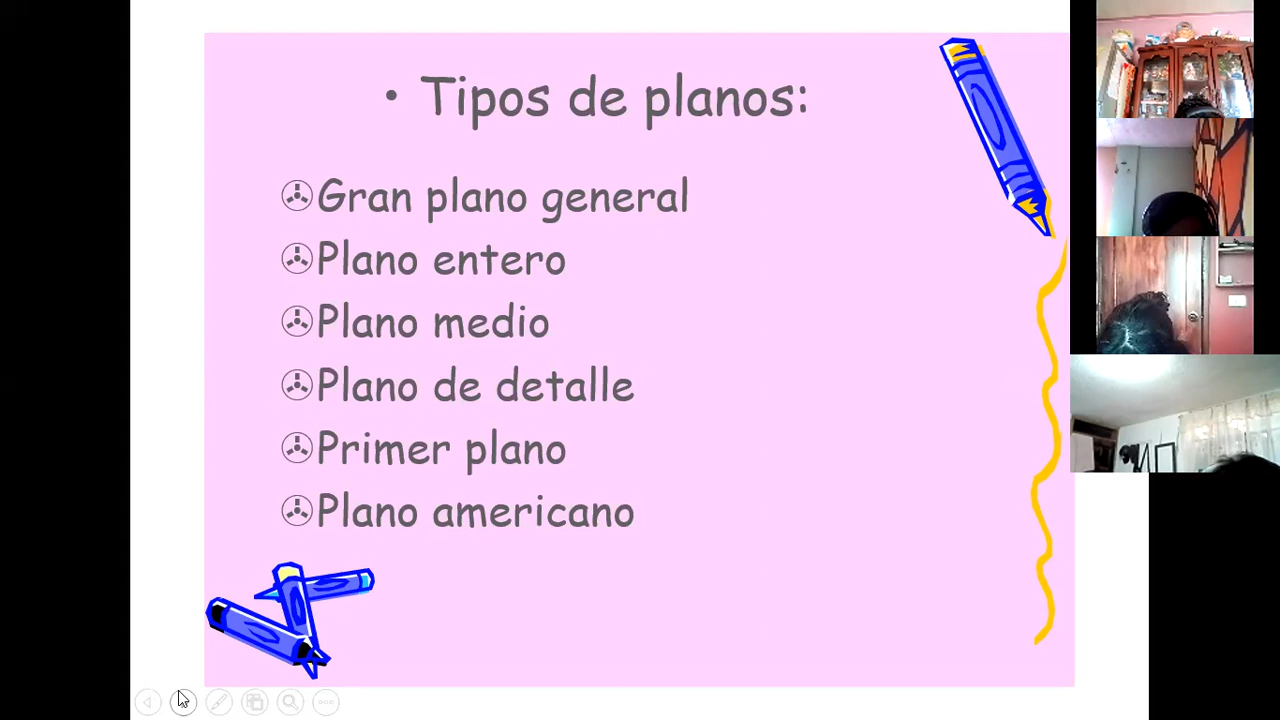 • Tipos de planos:
Gran plano general
Plano entero
Plano medio
Plano de detalle
Primer plano
Plano americano